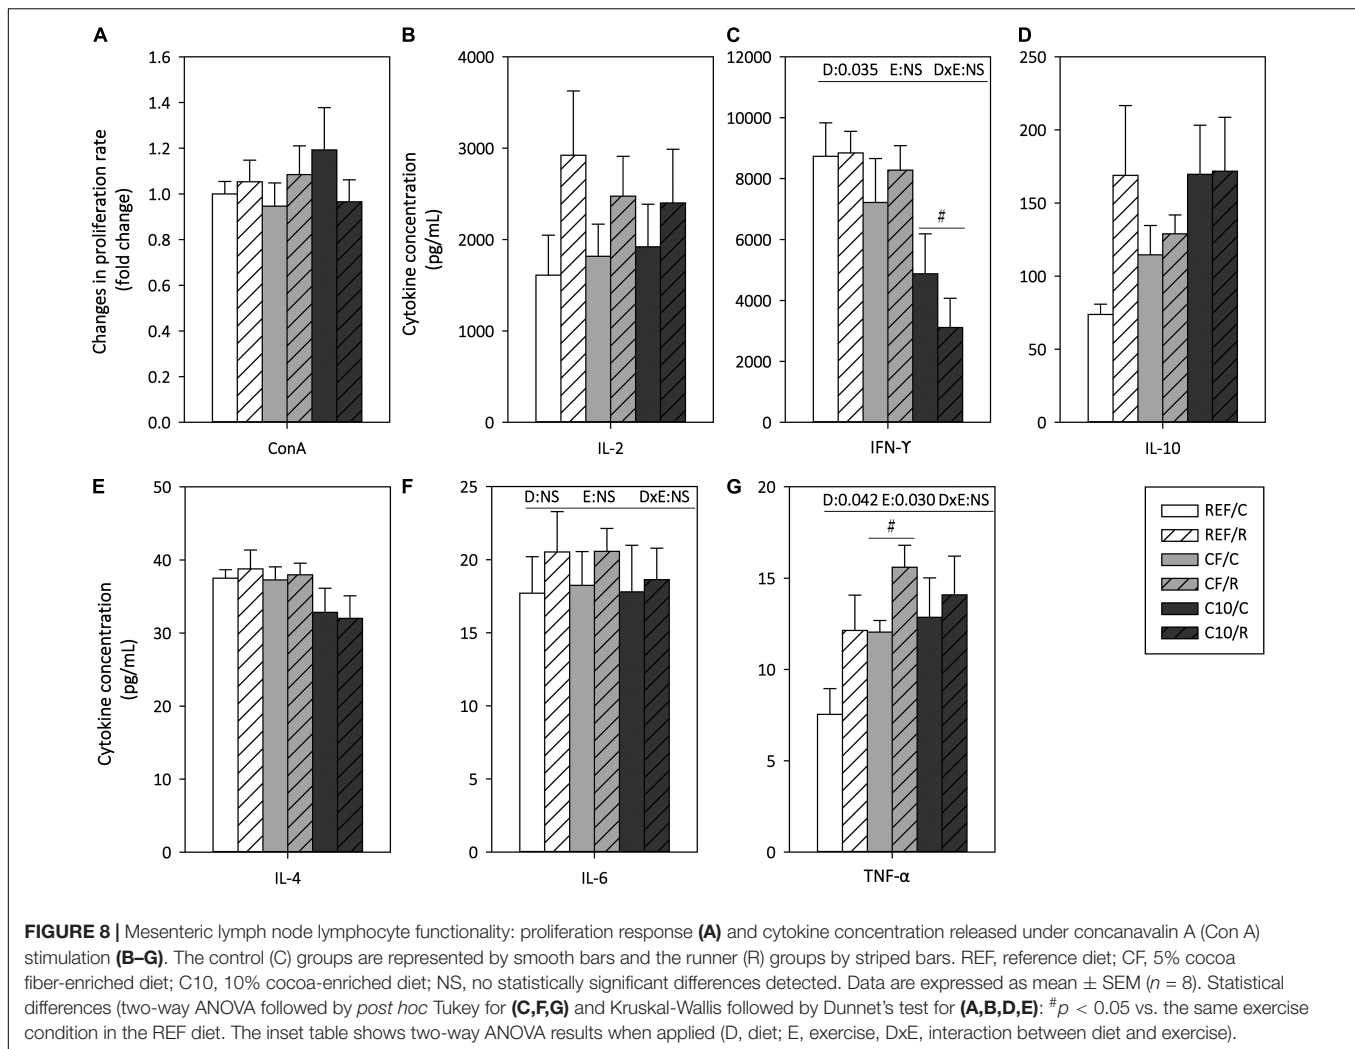 A
B
C
D
Changes in proliferation rate
(fold change)
1.6
1.4
1.2
1.0
0.8
0.6
0.4
0.2
0.0
ConA
Cytokine concentration
(pg/mL)
4000
3000
2000
1000
0
IL-2
12000
10000
8000
6000
4000
2000
0
D:0.035 E:NS DxE:NS
#
IFN-ϒ
250
200
150
100
50
0
IL-10
E
F
G
Cytokine concentration
(pg/mL)
50
40
30
20
10
0
IL-4
25
20
15
10
5
0
D:NS E:NS DxE:NS
IL-6
20
15
10
5
0
D:0.042 E:0.030 DxE:NS
#
TNF-α
REF/C
REF/R
CF/C
CF/R
C10/C
C10/R
FIGURE 8 | Mesenteric lymph node lymphocyte functionality: proliferation response (A) and cytokine concentration released under concanavalin A (Con A)
stimulation (B–G). The control (C) groups are represented by smooth bars and the runner (R) groups by striped bars. REF, reference diet; CF, 5% cocoa
fiber-enriched diet; C10, 10% cocoa-enriched diet; NS, no statistically significant differences detected. Data are expressed as mean ± SEM (n = 8). Statistical
differences (two-way ANOVA followed by post hoc Tukey for (C,F,G) and Kruskal-Wallis followed by Dunnet's test for (A,B,D,E): #p < 0.05 vs. the same exercise
condition in the REF diet. The inset table shows two-way ANOVA results when applied (D, diet; E, exercise, DxE, interaction between diet and exercise).